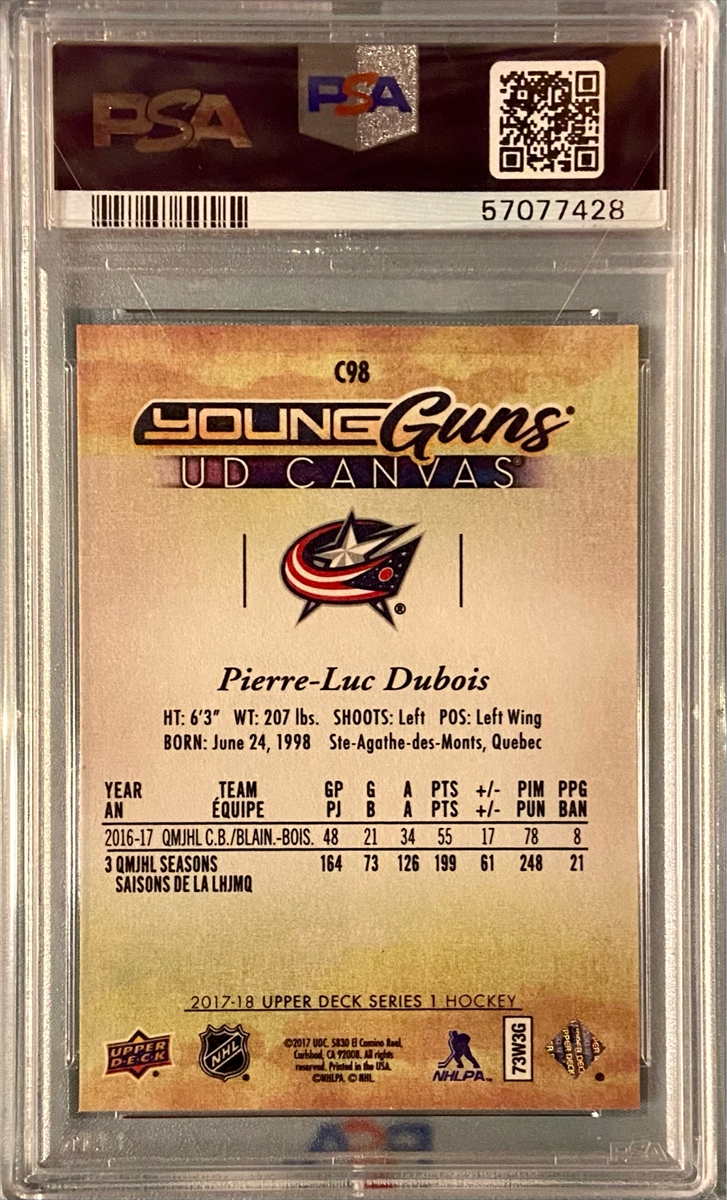 PSA
PSA
57077428
C98
YOUNG Guns
UD CANVAS®
®
Pierre-Luc Dubois
HT: 6'3" WT: 207 lbs. SHOOTS: Left POS: Left Wing
BORN: June 24, 1998 Ste-Agathe-des-Monts, Quebec
YEAR TEAM GP G A PTS +/- PIM PPG
AN ÉQUIPE PJ B A PTS +/- PUN BAN
2016-17 QMJHL C.B./BLAIN.-BOIS. 48 21 34 55 17 78 8
3 QMJHL SEASONS 164 73 126 199 61 248 21
SAISONS DE LA LHJMQ
2017-18 UPPER DECK SERIES 1 HOCKEY
UPPER DECK
NHL
©2017 UDC. 5830 El Camino Real,
Carlsbad, CA 92008. All rights
reserved. Printed in the USA.
©NHLPA. © NHL.
NHLPA™
73W3G
UPPER DECK
PSA